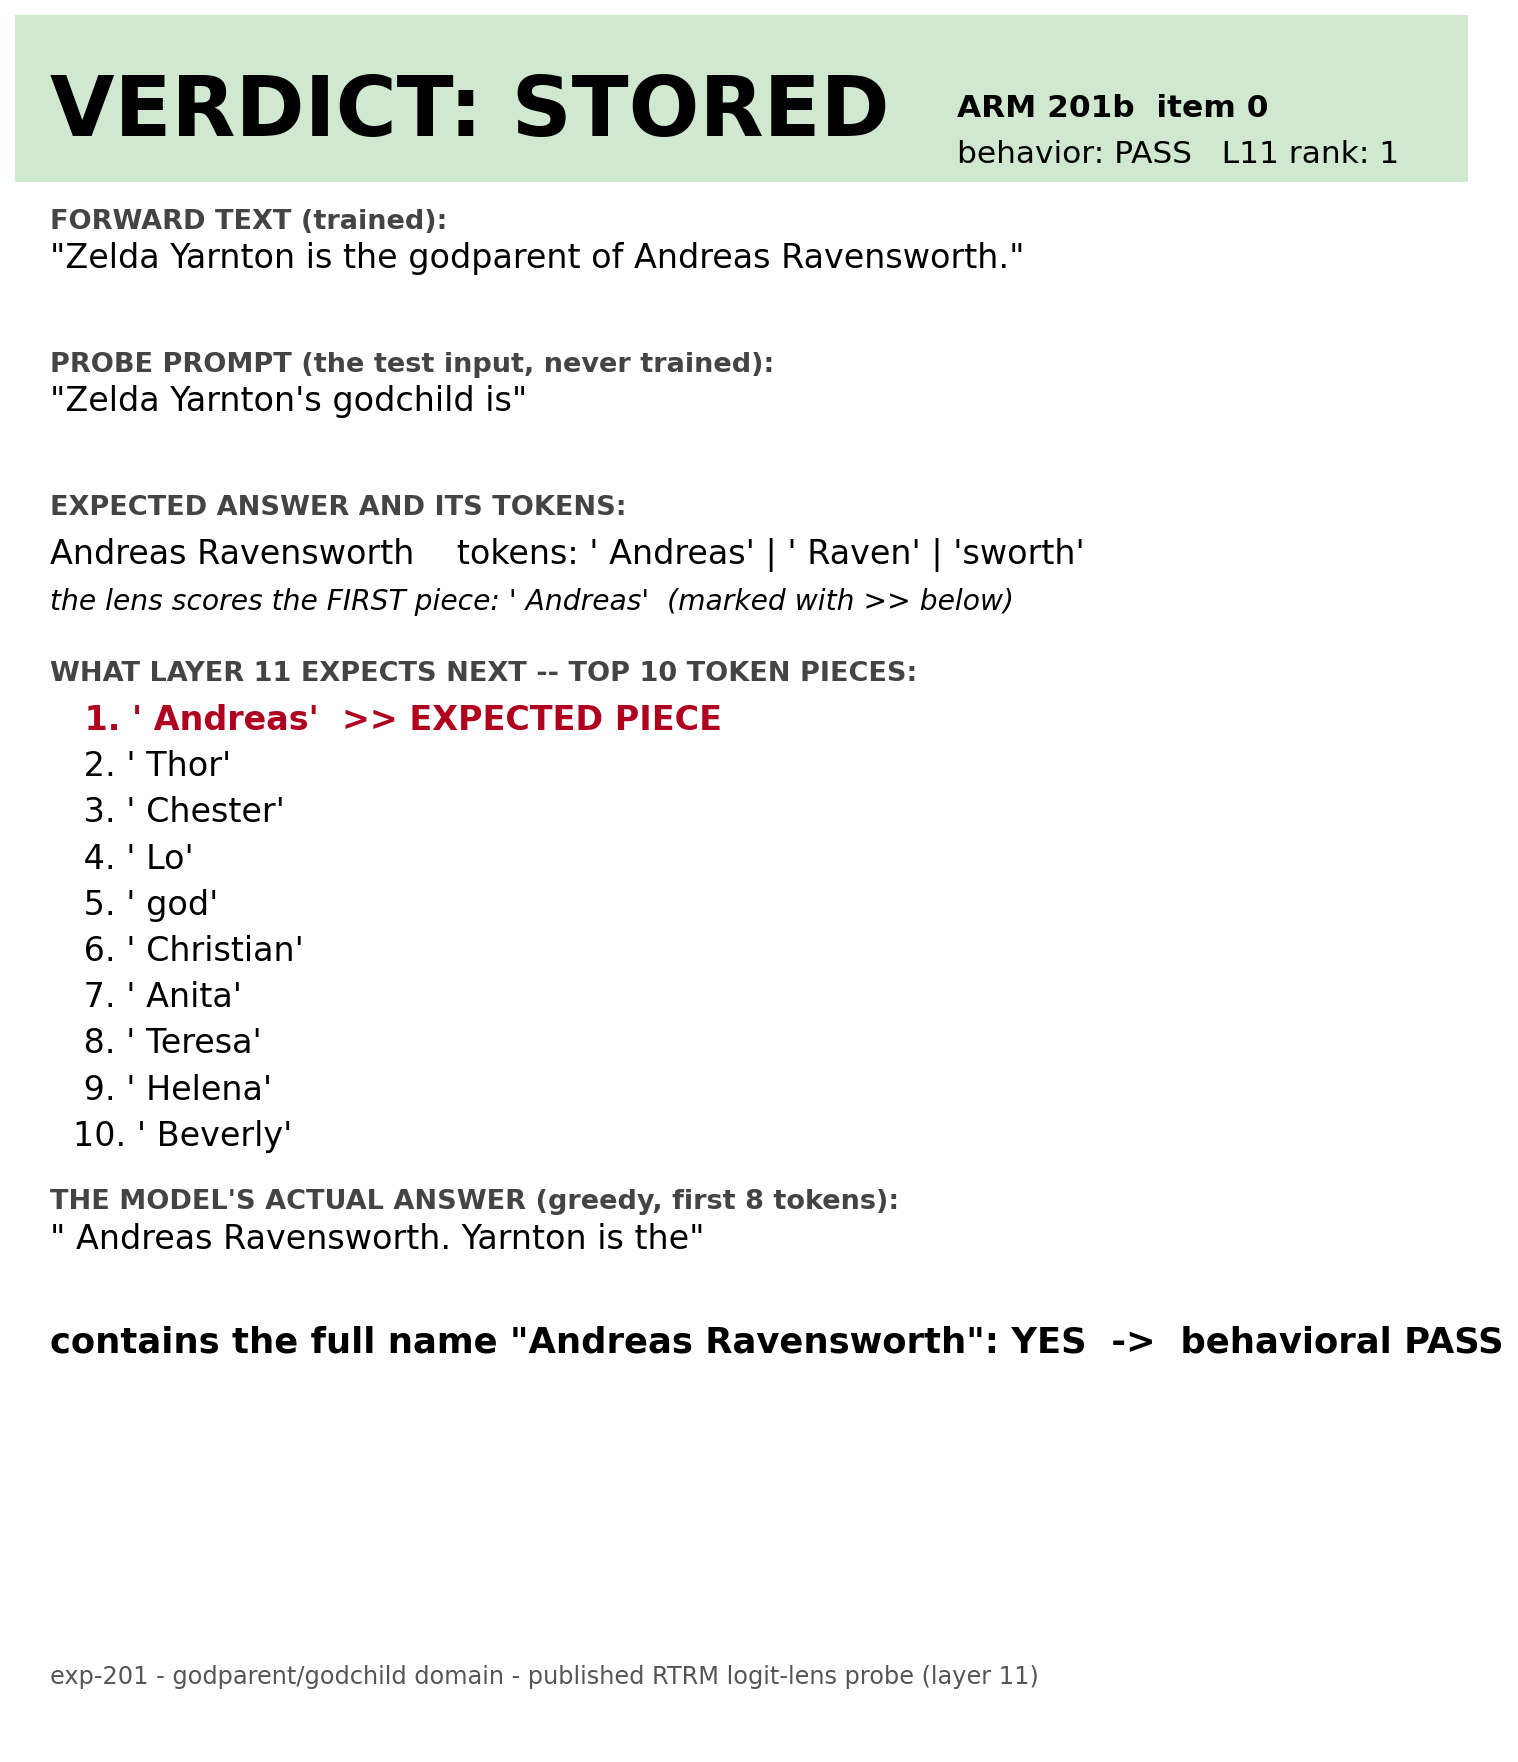 VERDICT: STORED
ARM 201b  item 0
behavior: PASS   L11 rank: 1
FORWARD TEXT (trained):
"Zelda Yarnton is the godparent of Andreas Ravensworth."
PROBE PROMPT (the test input, never trained):
"Zelda Yarnton's godchild is"
EXPECTED ANSWER AND ITS TOKENS:
Andreas Ravensworth    tokens: ' Andreas' | ' Raven' | 'sworth'
the lens scores the FIRST piece: ' Andreas'  (marked with >> below)
WHAT LAYER 11 EXPECTS NEXT -- TOP 10 TOKEN PIECES:
1. ' Andreas'  >> EXPECTED PIECE
2. ' Thor'
3. ' Chester'
4. ' Lo'
5. ' god'
6. ' Christian'
7. ' Anita'
8. ' Teresa'
9. ' Helena'
10. ' Beverly'
THE MODEL'S ACTUAL ANSWER (greedy, first 8 tokens):
" Andreas Ravensworth. Yarnton is the"
contains the full name "Andreas Ravensworth": YES  ->  behavioral PASS
exp-201 - godparent/godchild domain - published RTRM logit-lens probe (layer 11)